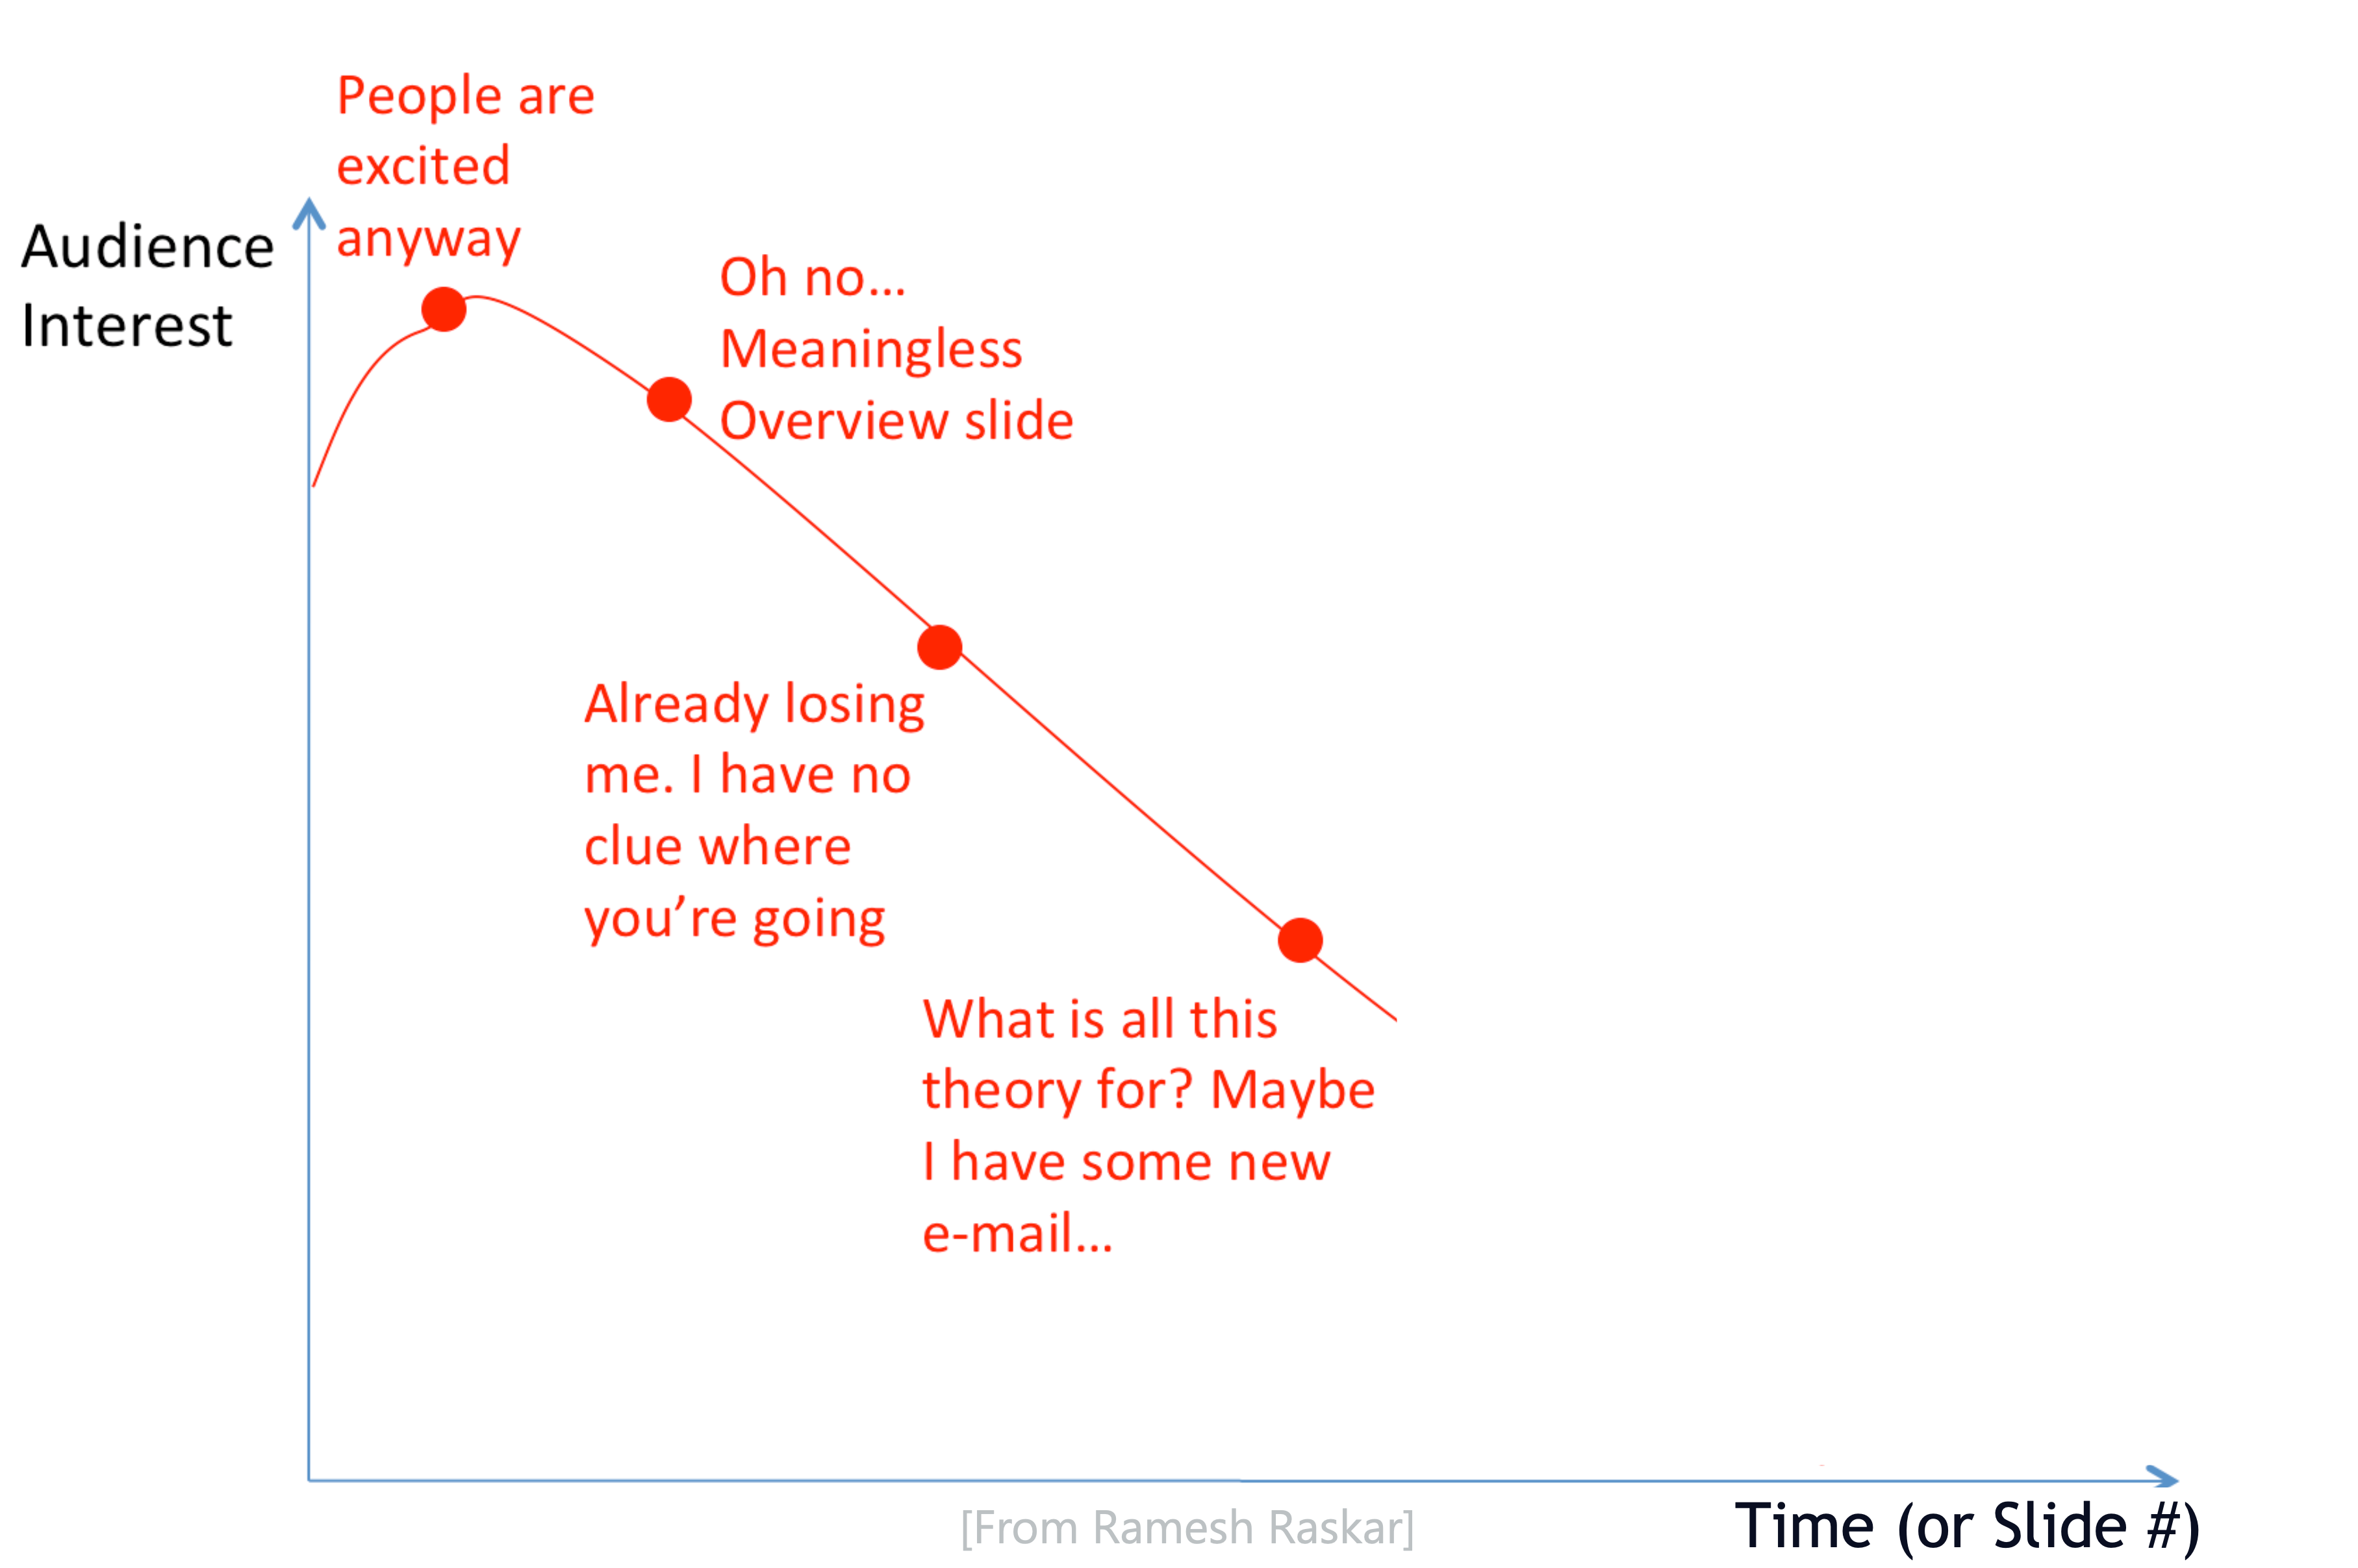 People are
excited
anyway
Audience
Interest
Oh no...
Meaningless
Overview slide
Already losing
me. I have no
clue where
you’re going
What is all this
theory for? Maybe
I have some new
e-mail...
[From Ramesh Raskar]
Time (or Slide #)